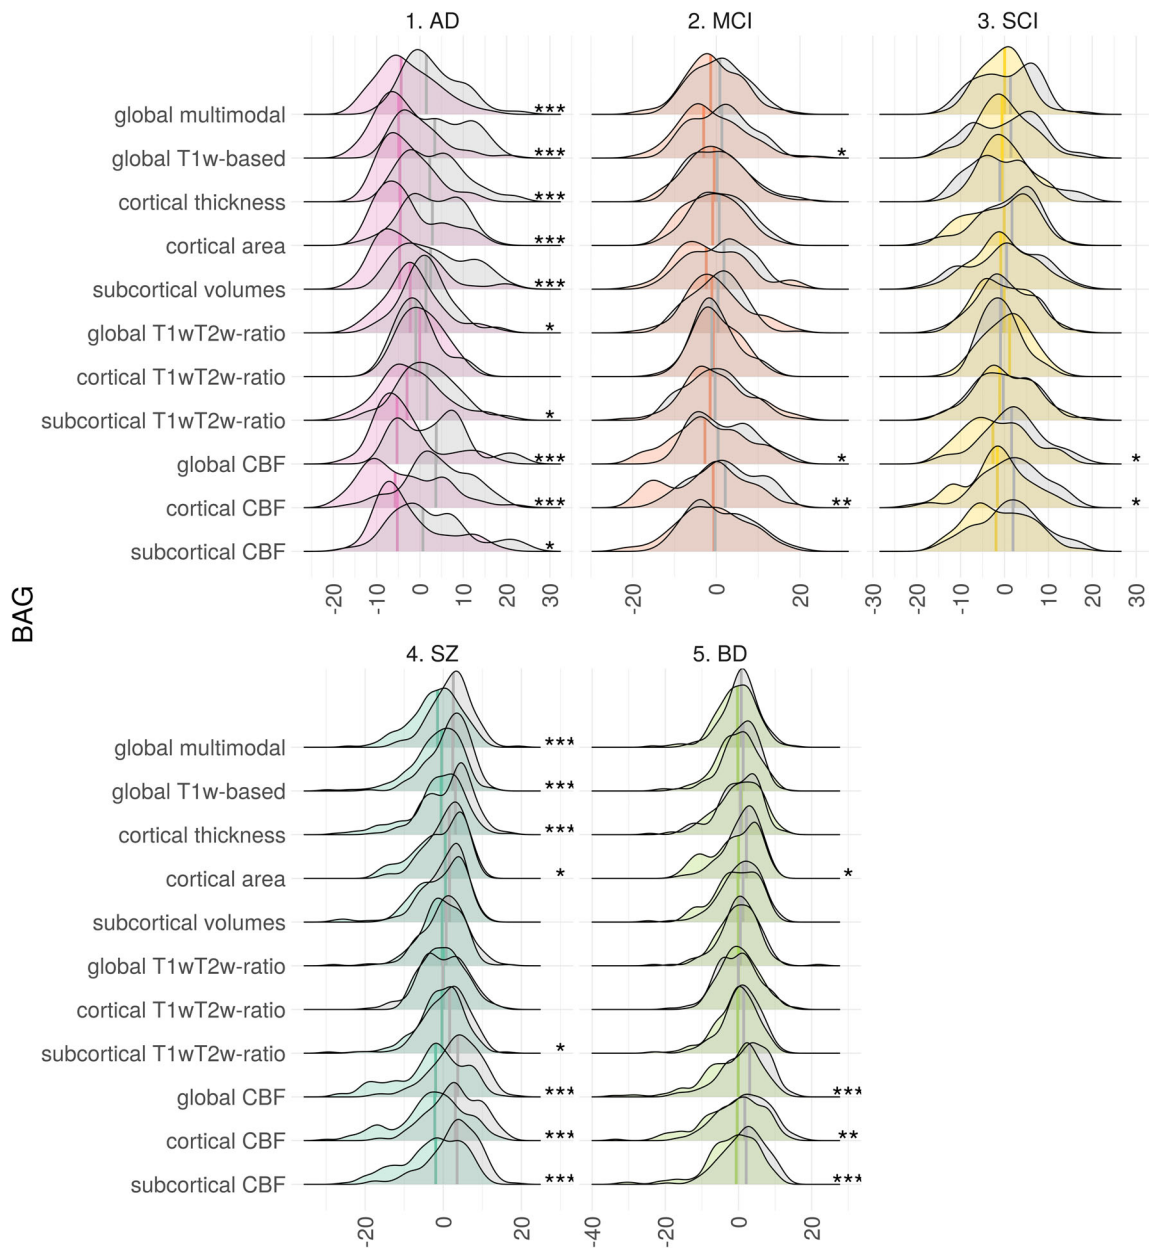 1. AD 2. MCI 3. SCI
global multimodal ***
global T1w-based *** *
cortical thickness ***
cortical area ***
subcortical volumes ***
global T1wT2w-ratio *
cortical T1wT2w-ratio
subcortical T1wT2w-ratio *
global CBF *** * *
cortical CBF *** ** *
subcortical CBF *
-20 -10 0 10 20 30 -20 0 20 -30 -20 -10 0 10 20 30
BAG
4. SZ 5. BD
global multimodal ***
global T1w-based ***
cortical thickness ***
cortical area * *
subcortical volumes
global T1wT2w-ratio
cortical T1wT2w-ratio
subcortical T1wT2w-ratio *
global CBF *** ***
cortical CBF *** **
subcortical CBF *** ***
-20 0 20 -40 -20 0 20